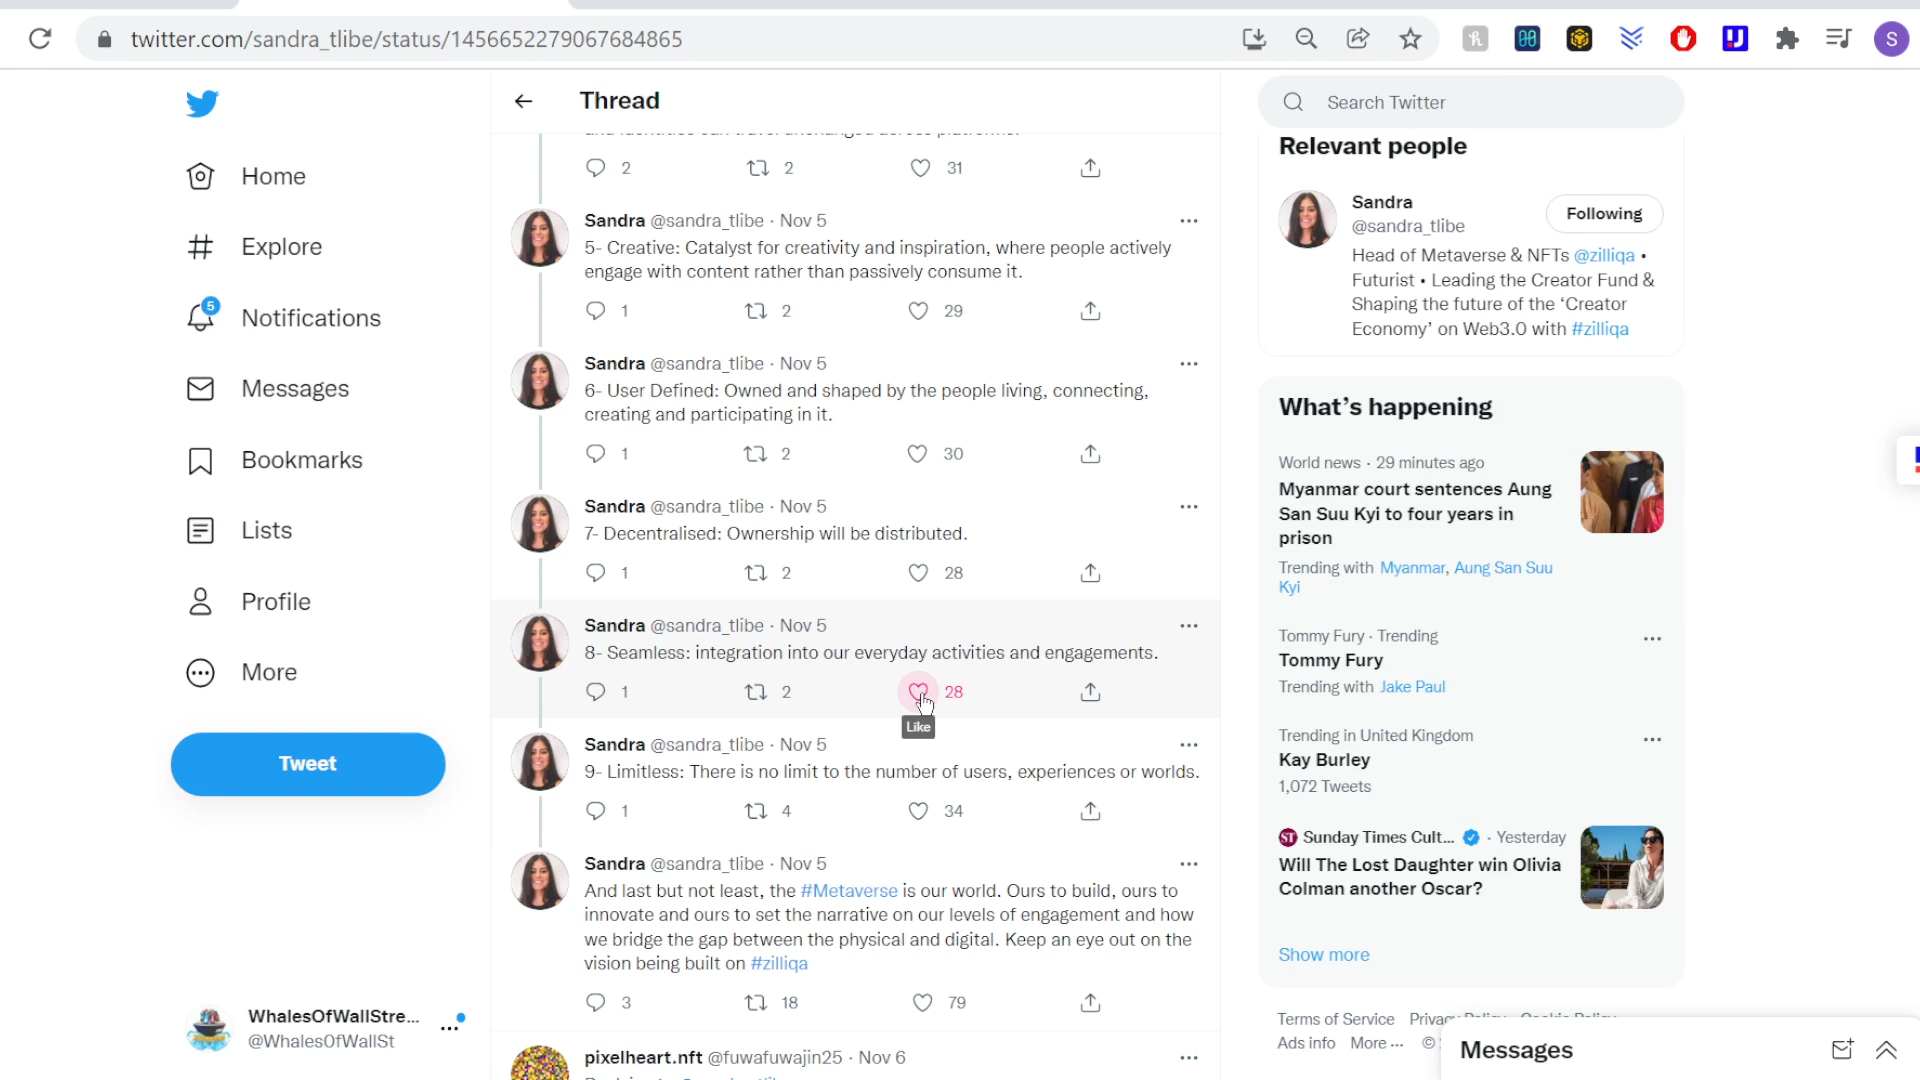 twitter.com/sandra_tlibe/status/1456652279067684865
S
Home
Explore
5
Notifications
Messages
Bookmarks
Lists
Profile
More
Tweet
WhalesOfWallStre...
@WhalesOfWallSt
Thread
2 2 31
Sandra @sandra_tlibe · Nov 5
5- Creative: Catalyst for creativity and inspiration, where people actively
engage with content rather than passively consume it.
1 2 29
Sandra @sandra_tlibe · Nov 5
6- User Defined: Owned and shaped by the people living, connecting,
creating and participating in it.
1 2 30
Sandra @sandra_tlibe · Nov 5
7- Decentralised: Ownership will be distributed.
1 2 28
Sandra @sandra_tlibe · Nov 5
8- Seamless: integration into our everyday activities and engagements.
1 2 28
Like
Sandra @sandra_tlibe · Nov 5
9- Limitless: There is no limit to the number of users, experiences or worlds.
1 4 34
Sandra @sandra_tlibe · Nov 5
And last but not least, the #Metaverse is our world. Ours to build, ours to
innovate and ours to set the narrative on our levels of engagement and how
we bridge the gap between the physical and digital. Keep an eye out on the
vision being built on #zilliqa
3 18 79
pixelheart.nft @fuwafuwajin25 · Nov 6
Search Twitter
Relevant people
Sandra
@sandra_tlibe
Following
Head of Metaverse & NFTs @zilliqa •
Futurist • Leading the Creator Fund &
Shaping the future of the ‘Creator
Economy’ on Web3.0 with #zilliqa
What’s happening
World news · 29 minutes ago
Myanmar court sentences Aung
San Suu Kyi to four years in
prison
Trending with Myanmar, Aung San Suu
Kyi
Tommy Fury · Trending
Tommy Fury
Trending with Jake Paul
Trending in United Kingdom
Kay Burley
1,072 Tweets
ST Sunday Times Cult... · Yesterday
Will The Lost Daughter win Olivia
Colman another Oscar?
Show more
Terms of Service
Ads info More ··· ©
Messages